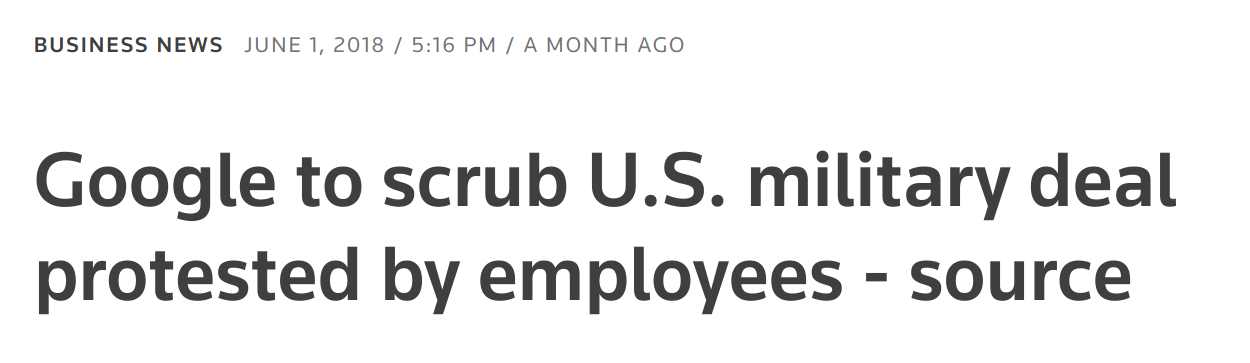 BUSINESS NEWS JUNE 1, 2018 / 5:16 PM / A MONTH AGO
Google to scrub U.S. military deal
protested by employees - source